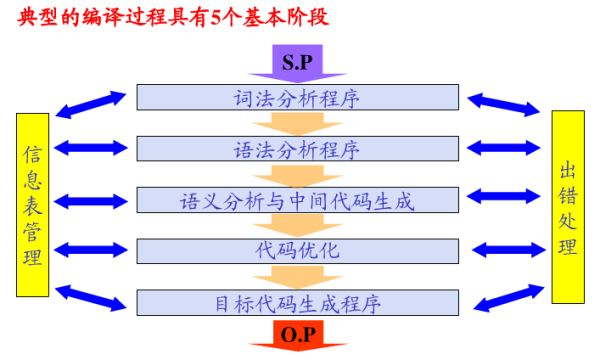 典型的编译过程具有5个基本阶段
S.P
词法分析程序
语法分析程序
语义分析与中间代码生成
代码优化
目标代码生成程序
O.P
信息表管理
出错处理